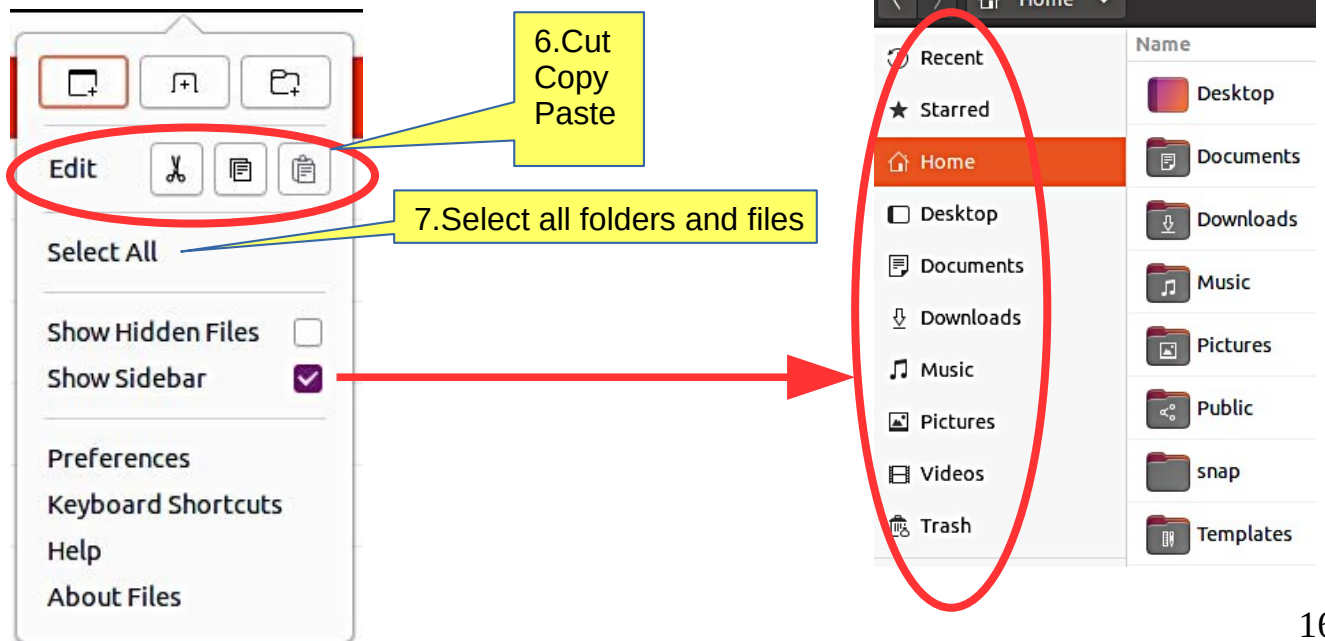 6.Cut
Copy
Paste
Edit
7.Select all folders and files
Select All
Show Hidden Files
Show Sidebar
Preferences
Keyboard Shortcuts
Help
About Files
Home
Recent
Starred
Home
Desktop
Documents
Downloads
Music
Pictures
Videos
Trash
Name
Desktop
Documents
Downloads
Music
Pictures
Public
snap
Templates
16